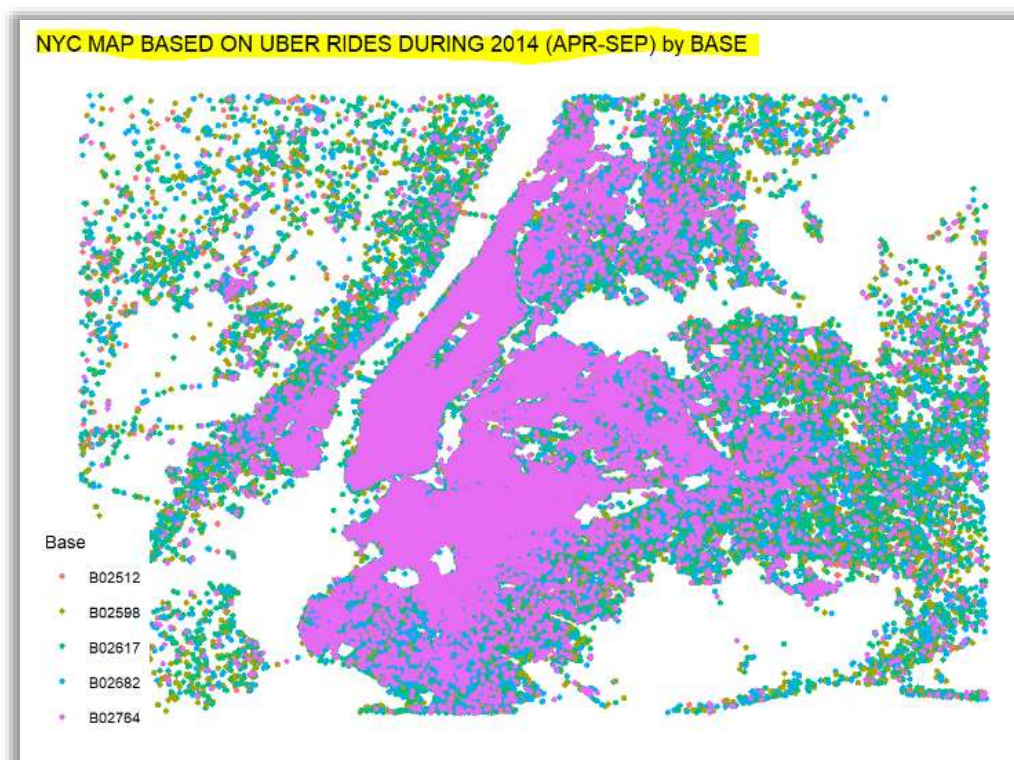 NYC MAP BASED ON UBER RIDES DURING 2014 (APR-SEP) by BASE
Base
B02512
B02598
B02617
B02682
B02764